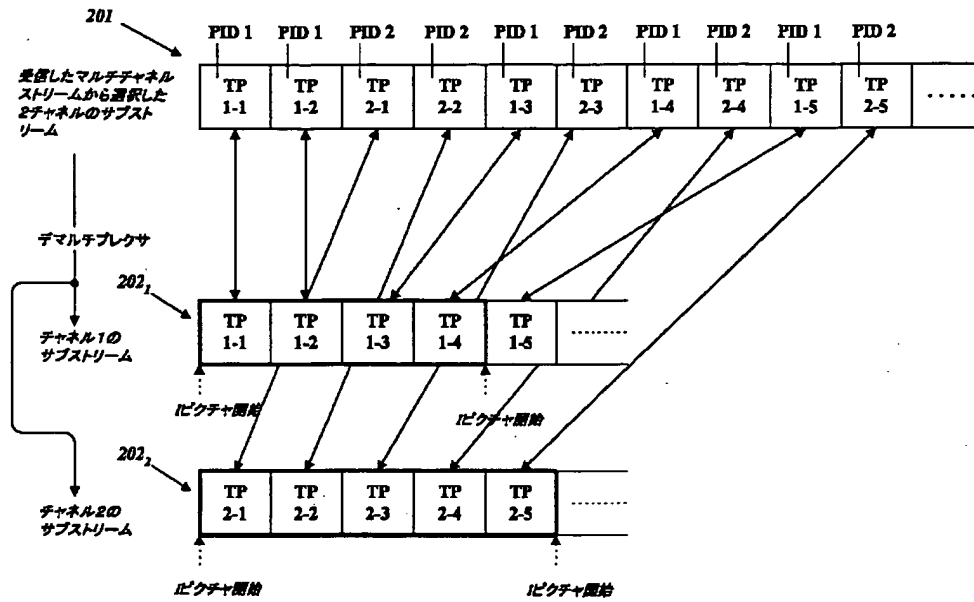 201
PID 1 PID 1 PID 2 PID 2 PID 1 PID 2 PID 1 PID 2 PID 1 PID 2
受信したマルチチャネル
ストリームから選択した
2チャネルのサブスト
リーム
TP 1-1 TP 1-2 TP 2-1 TP 2-2 TP 1-3 TP 2-3 TP 1-4 TP 2-4 TP 1-5 TP 2-5 ·····
デマルチプレクサ
202₁
チャネル1の
サブストリーム
TP 1-1 TP 1-2 TP 1-3 TP 1-4 TP 1-5 ········
Iピクチャ開始 Iピクチャ開始
202₂
チャネル2の
サブストリーム
TP 2-1 TP 2-2 TP 2-3 TP 2-4 TP 2-5 ········
Iピクチャ開始 Iピクチャ開始